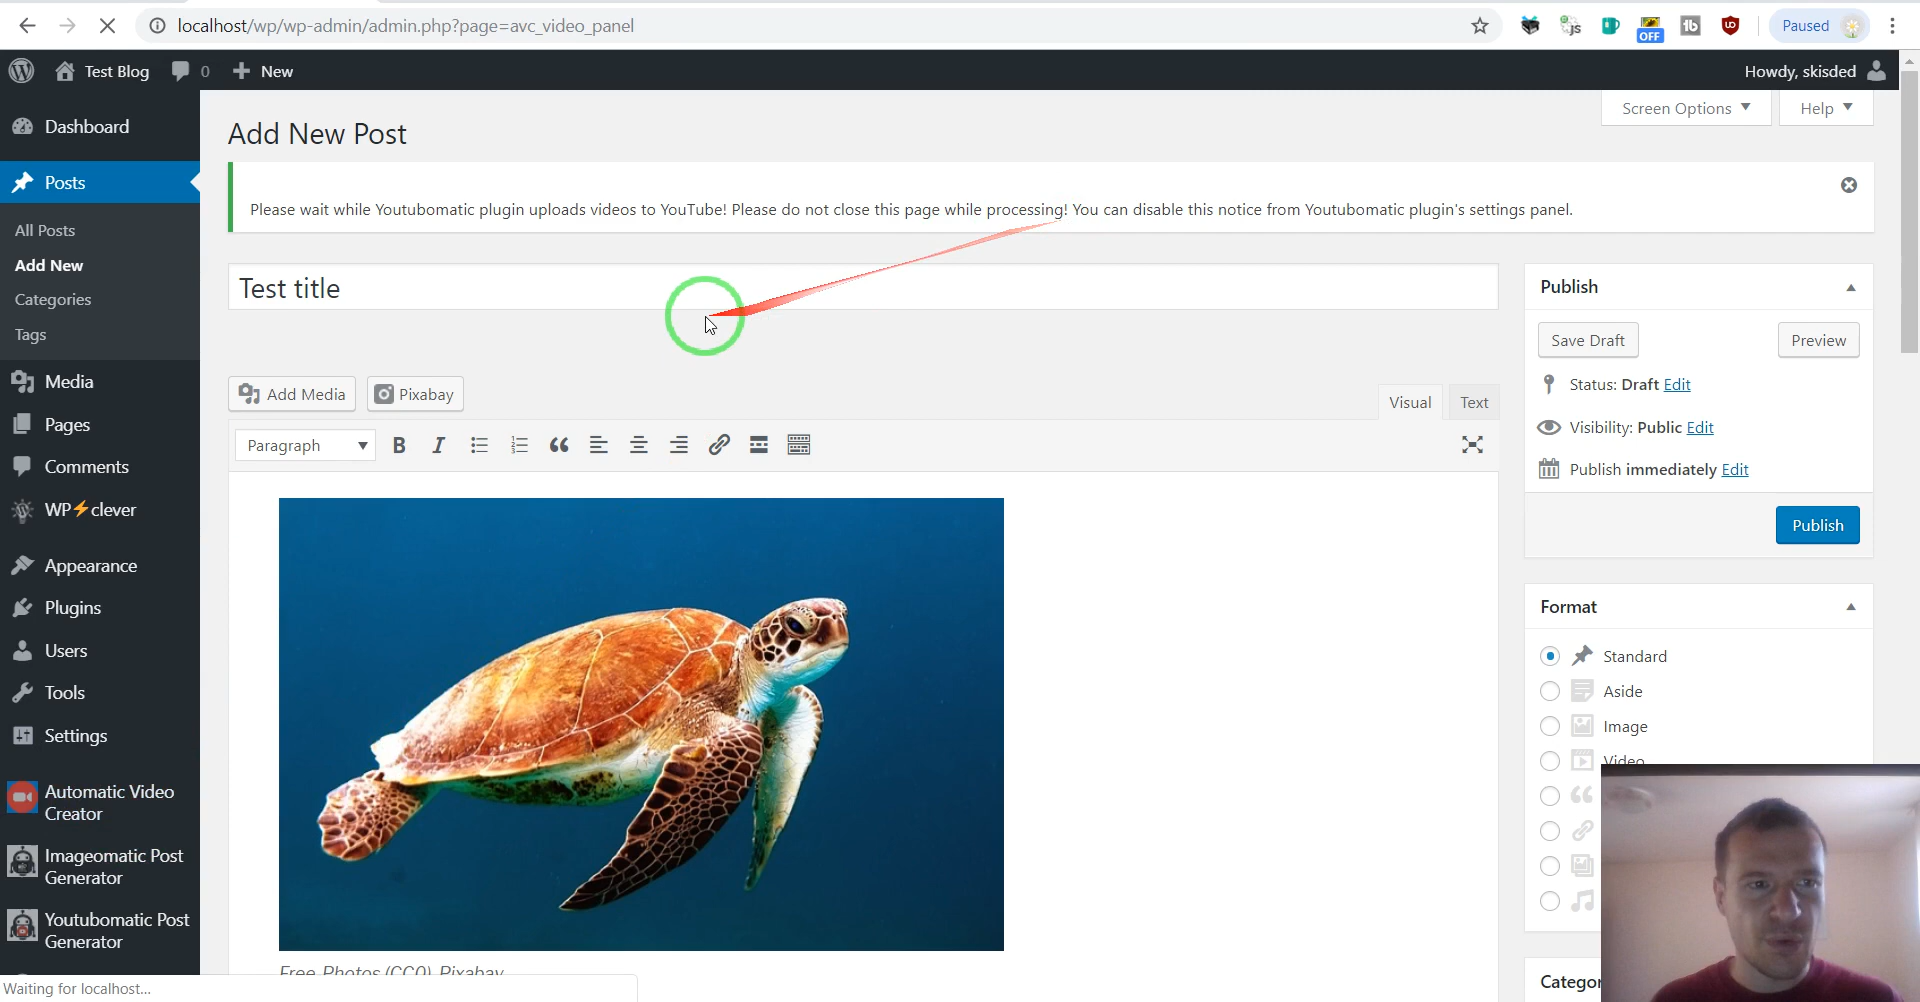 localhost/wp/wp-admin/admin.php?page=avc_video_panel
JS
OFF
Paused
Test Blog
0
New
Howdy, skisded
Screen Options
Help
Dashboard
Posts
All Posts
Add New
Categories
Tags
Media
Pages
Comments
WP⚡clever
Appearance
Plugins
Users
Tools
Settings
Automatic Video
Creator
Imageomatic Post
Generator
Youtubomatic Post
Generator
Add New Post
Please wait while Youtubomatic plugin uploads videos to YouTube! Please do not close this page while processing! You can disable this notice from Youtubomatic plugin's settings panel.
Test title
Add Media
Pixabay
Visual
Text
Paragraph
B
I
Free-Photos (CC0), Pixabay
Publish
Save Draft
Preview
Status: Draft Edit
Visibility: Public Edit
Publish immediately Edit
Publish
Format
Standard
Aside
Image
Video
Waiting for localhost...